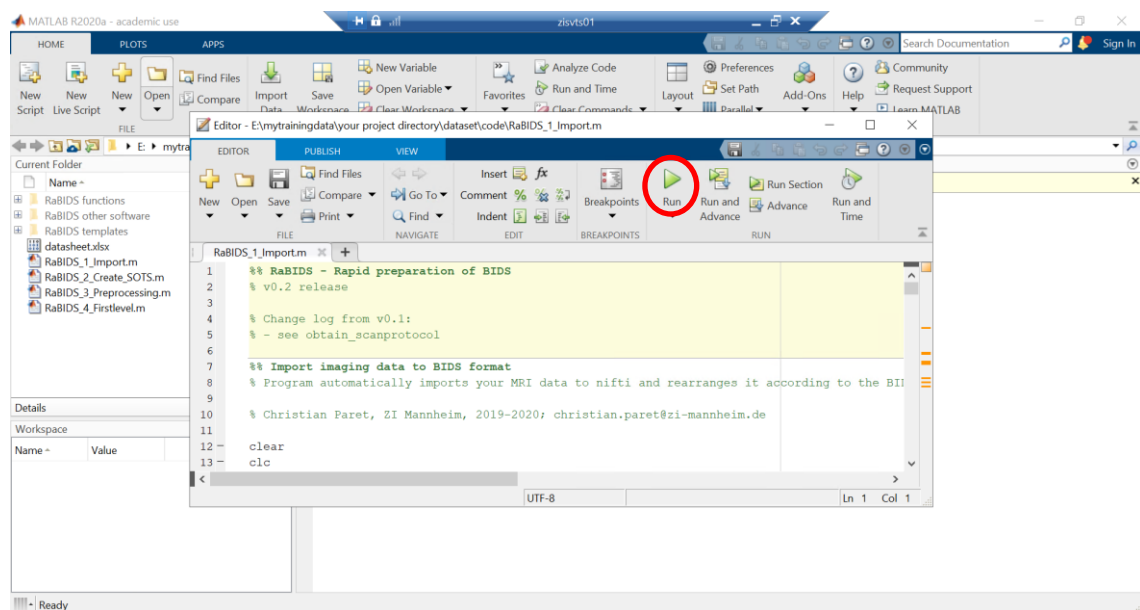 MATLAB R2020a - academic use
zisvts01
HOME PLOTS APPS
Search Documentation
Sign In
New Script
New Live Script
New
Open
Find Files
Compare
Import Data
Save Workspace
New Variable
Open Variable
Clear Workspace
Favorites
Analyze Code
Run and Time
Clear Commands
Layout
Preferences
Set Path
Parallel
Add-Ons
Help
Community
Request Support
Learn MATLAB
FILE
E: mytra
Current Folder
Name
RaBIDS functions
RaBIDS other software
RaBIDS templates
datasheet.xlsx
RaBIDS_1_Import.m
RaBIDS_2_Create_SOTS.m
RaBIDS_3_Preprocessing.m
RaBIDS_4_Firstlevel.m
Details
Workspace
Name Value
Editor - E:\mytrainingdata\your project directory\dataset\code\RaBIDS_1_Import.m
EDITOR PUBLISH VIEW
New
Open
Save
Find Files
Compare
Print
Go To
Find
Insert fx
Comment %
Indent
Breakpoints
Run
Run and Advance
Run Section
Advance
Run and Time
FILE NAVIGATE EDIT BREAKPOINTS RUN
RaBIDS_1_Import.m
1 %% RaBIDS - Rapid preparation of BIDS
2 % v0.2 release
3
4 % Change log from v0.1:
5 % - see obtain_scanprotocol
6
7 %% Import imaging data to BIDS format
8 % Program automatically imports your MRI data to nifti and rearranges it according to the BI
9
10 % Christian Paret, ZI Mannheim, 2019-2020; christian.paret@zi-mannheim.de
11
12 - clear
13 - clc
UTF-8 Ln 1 Col 1
Ready